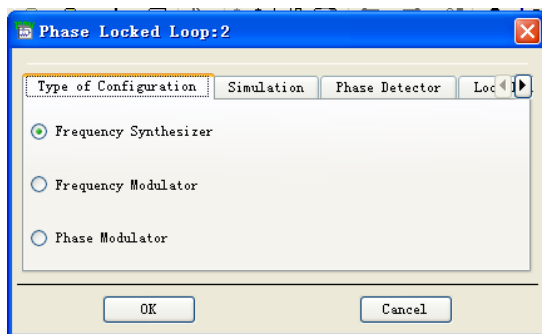 Phase Locked Loop:2
Type of Configuration Simulation Phase Detector
Frequency Synthesizer
Frequency Modulator
Phase Modulator
OK Cancel